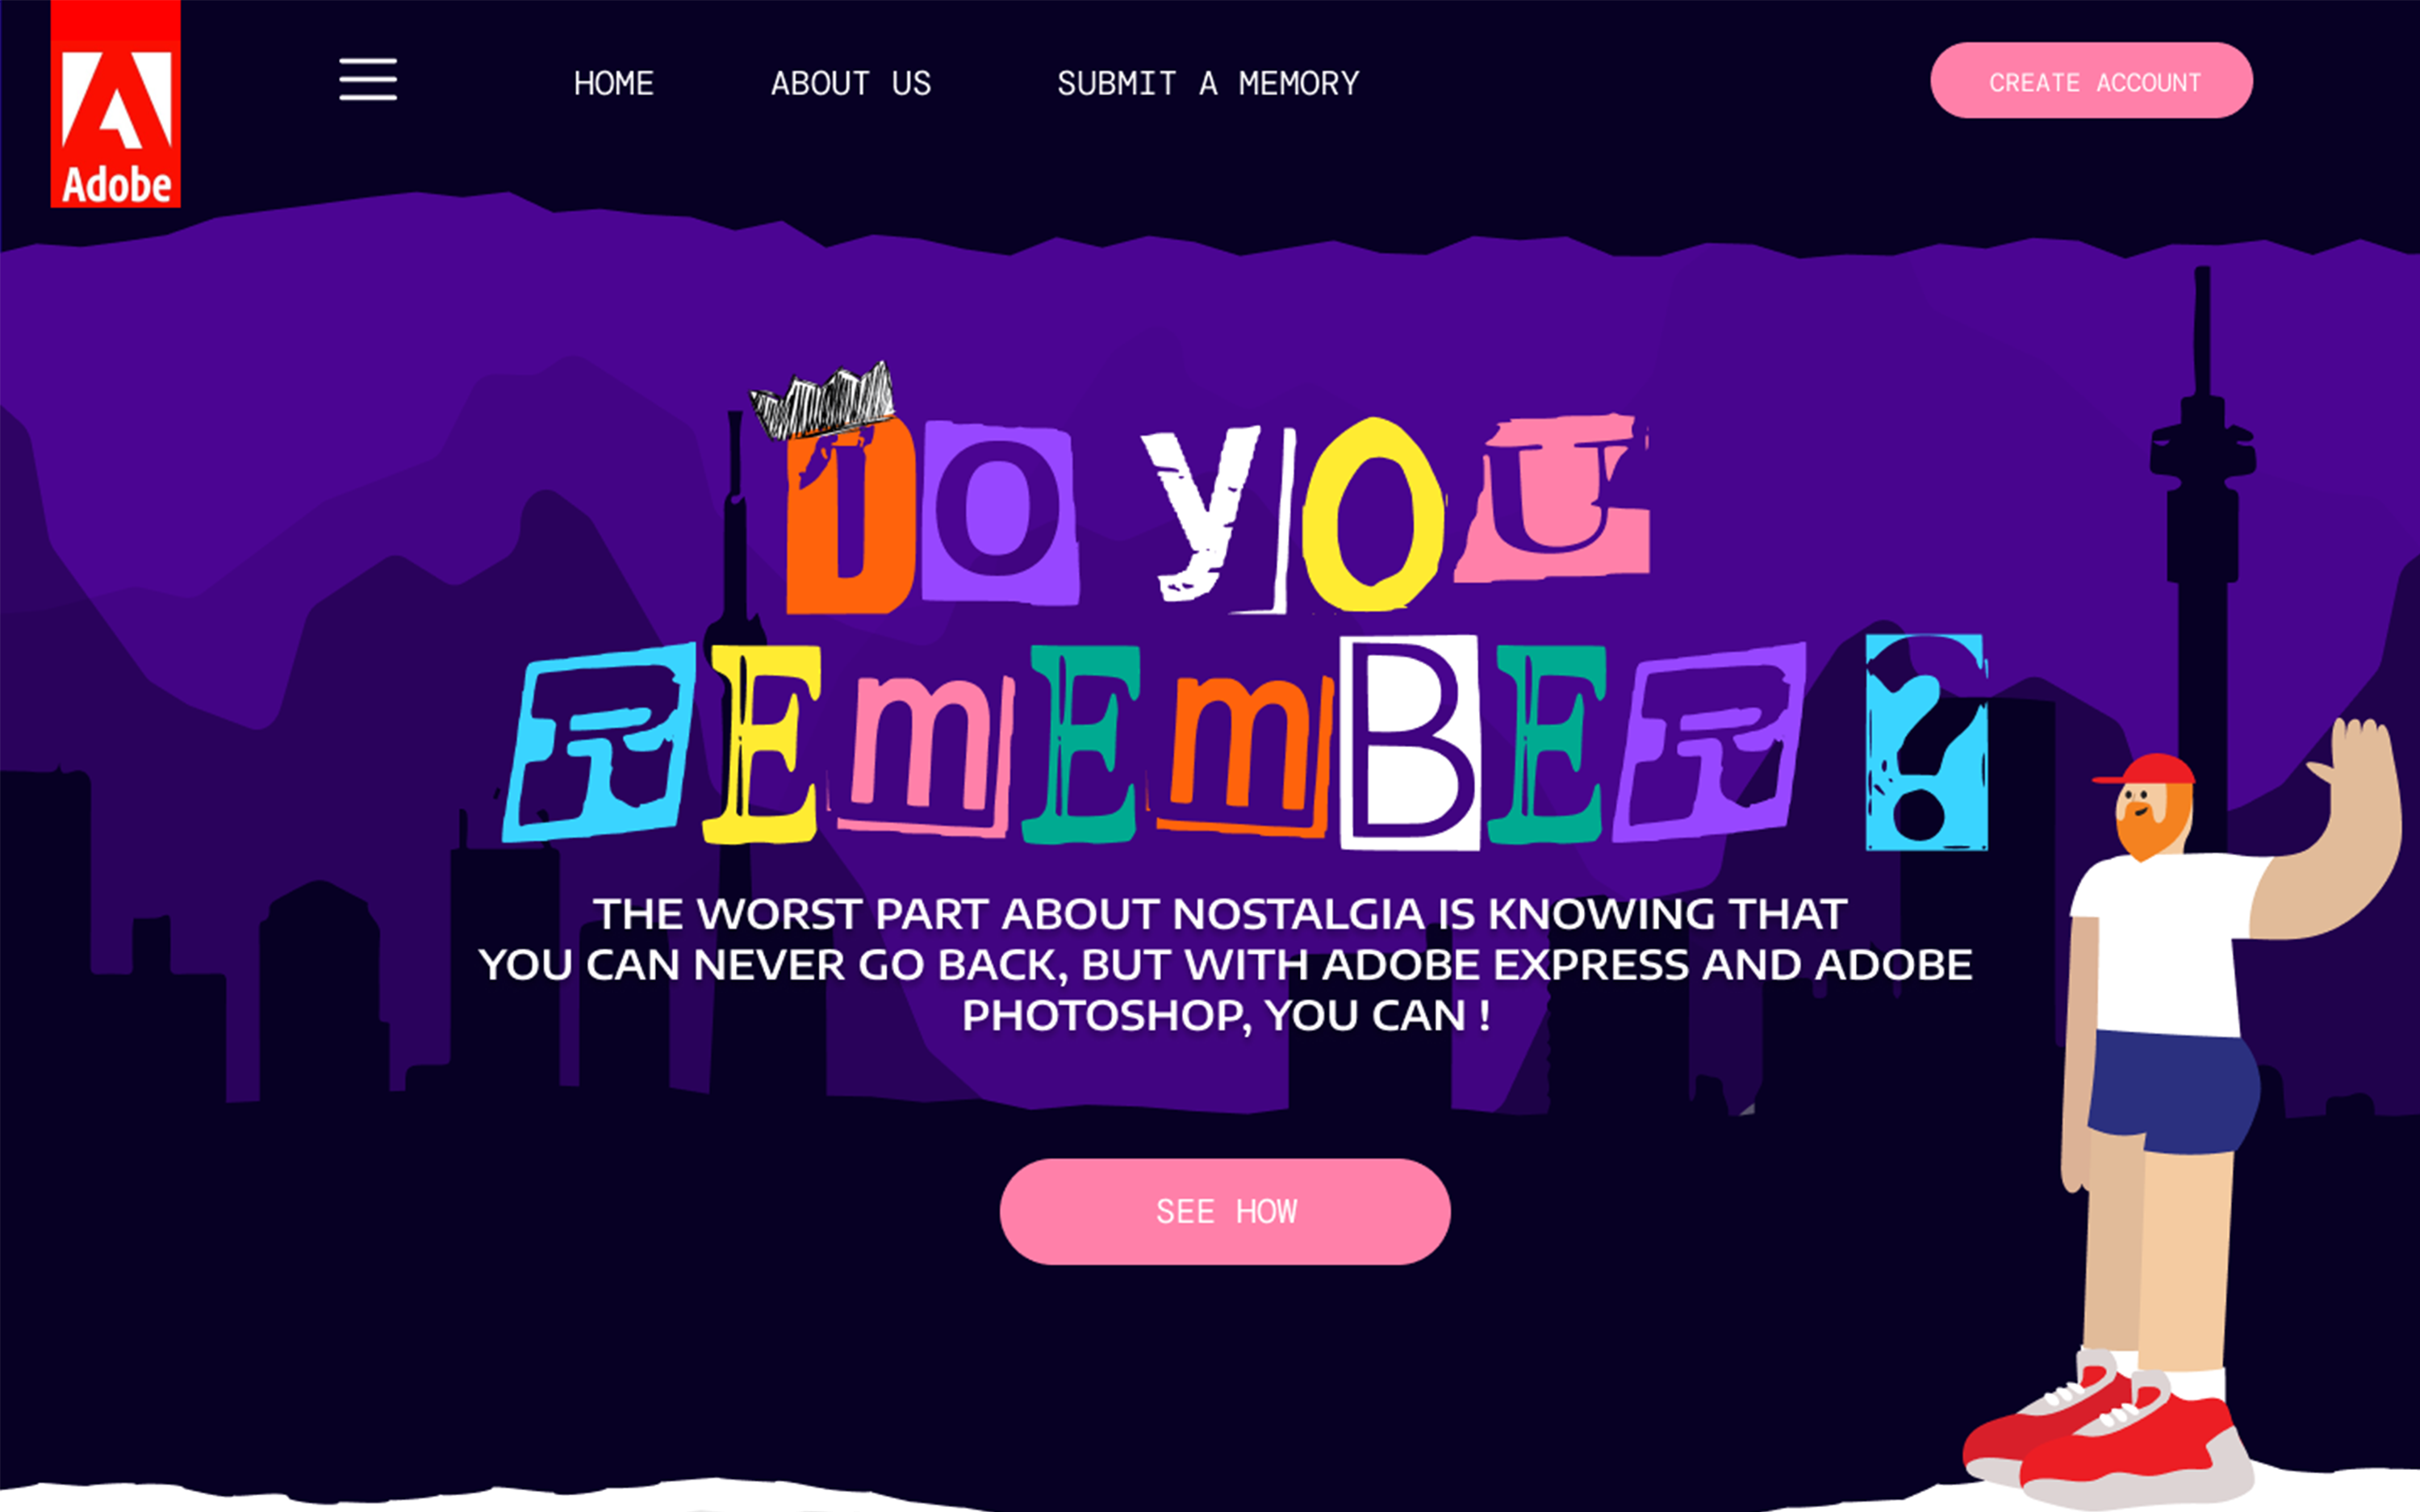 Adobe
HOME ABOUT US SUBMIT A MEMORY CREATE ACCOUNT
DO yOU
REmEmBER ?
THE WORST PART ABOUT NOSTALGIA IS KNOWING THAT
YOU CAN NEVER GO BACK, BUT WITH ADOBE EXPRESS AND ADOBE
PHOTOSHOP, YOU CAN !
SEE HOW